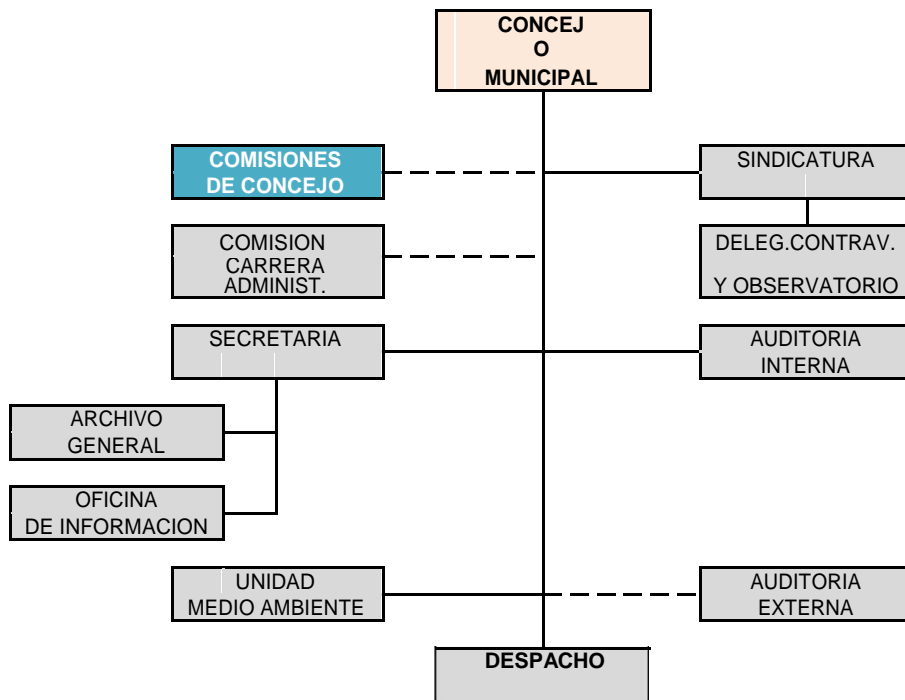 CONCEJ
O
MUNICIPAL
COMISIONES
DE CONCEJO
SINDICATURA
COMISION
CARRERA
ADMINIST.
DELEG.CONTRAV.
Y OBSERVATORIO
SECRETARIA
AUDITORIA
INTERNA
ARCHIVO
GENERAL
OFICINA
DE INFORMACION
UNIDAD
MEDIO AMBIENTE
AUDITORIA
EXTERNA
DESPACHO